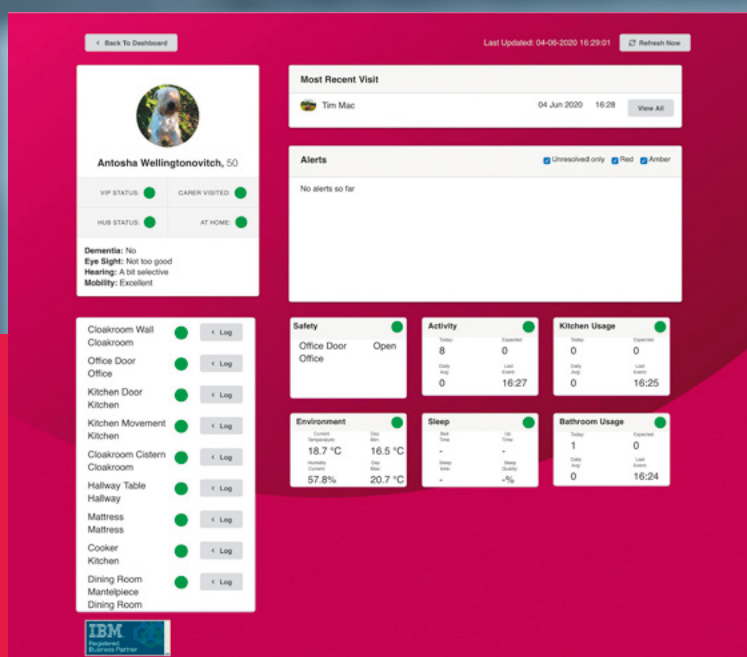 Back To Dashboard
Last Updated: 04-06-2020 16:29:01
Refresh Now
Antosha Wellingtonovitch, 50
VIP STATUS:
CARER VISITED:
HUB STATUS:
AT HOME:
Dementia: No
Eye Sight: Not too good
Hearing: A bit selective
Mobility: Excellent
Most Recent Visit
Tim Mac 04 Jun 2020 16:28 View All
Alerts
Unresolved only Red Amber
No alerts so far
Cloakroom Wall
Cloakroom
Log
Office Door
Office
Log
Kitchen Door
Kitchen
Log
Kitchen Movement
Kitchen
Log
Cloakroom Cistern
Cloakroom
Log
Hallway Table
Hallway
Log
Mattress
Mattress
Log
Cooker
Kitchen
Log
Dining Room
Mantelpiece
Dining Room
Log
Safety
Office Door Open
Office
Activity
Today: Expected:
8 0
Daily Last
Avg: Event:
0 16:27
Kitchen Usage
Today: Expected:
0 0
Daily Last
Avg: Event:
0 16:25
Environment
Current Day
Temperature Min:
18.7 °C 16.5 °C
Humidity Day
Current Max:
57.8% 20.7 °C
Sleep
Bed Up
Time Time:
- -
Sleep Sleep
time Quality
- -%
Bathroom Usage
Today: Expected:
1 0
Daily Last
Avg: Event:
0 16:24
IBM
Registered
Business Partner